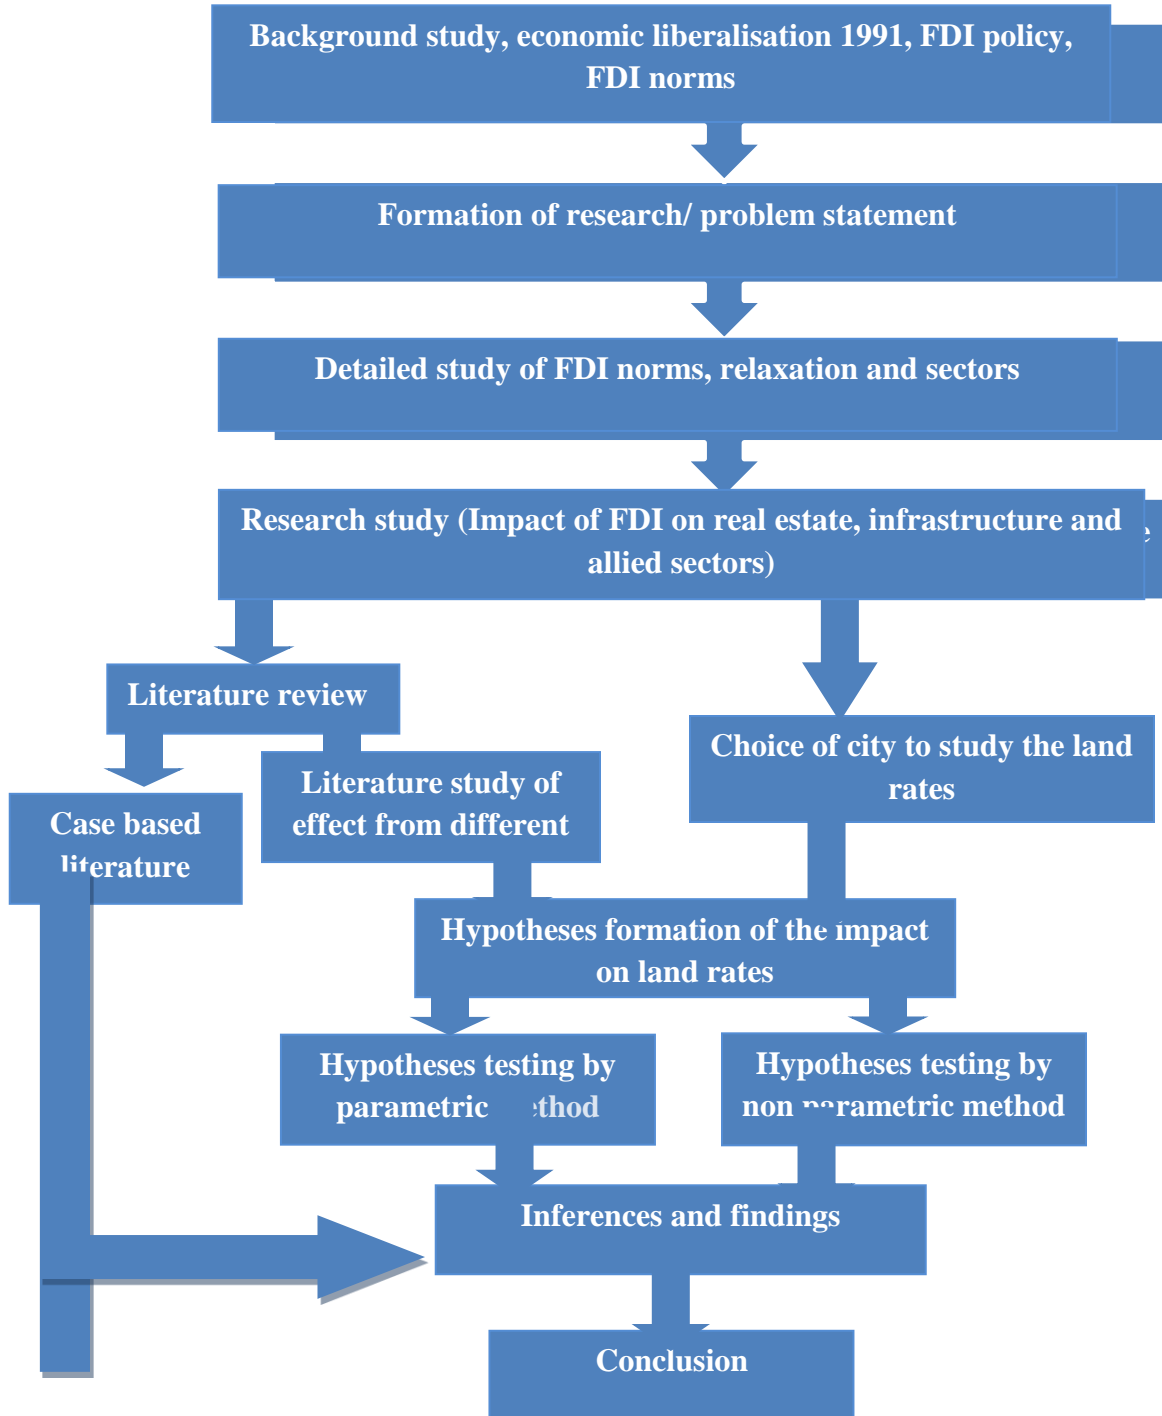 Background study, economic liberalisation 1991, FDI policy,
FDI norms
Formation of research/ problem statement
Detailed study of FDI norms, relaxation and sectors
Research study (Impact of FDI on real estate, infrastructure and
allied sectors)
Literature review
Choice of city to study the land
rates
Literature study of
effect from different
Case based
literature
Hypotheses formation of the impact
on land rates
Hypotheses testing by
parametric method
Hypotheses testing by
non parametric method
Inferences and findings
Conclusion